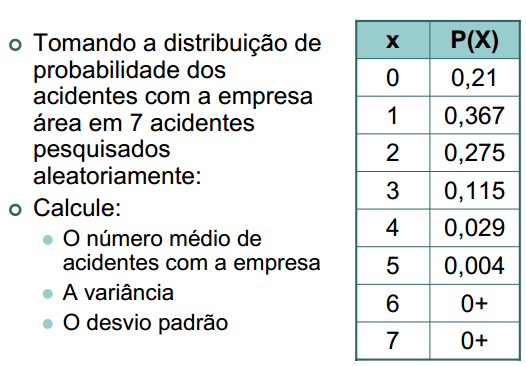 Tomando a distribuição de
probabilidade dos
acidentes com a empresa
área em 7 acidentes
pesquisados
aleatoriamente:
Calcule:
O número médio de
acidentes com a empresa
A variância
O desvio padrão
x P(X)
0 0,21
1 0,367
2 0,275
3 0,115
4 0,029
5 0,004
6 0+
7 0+